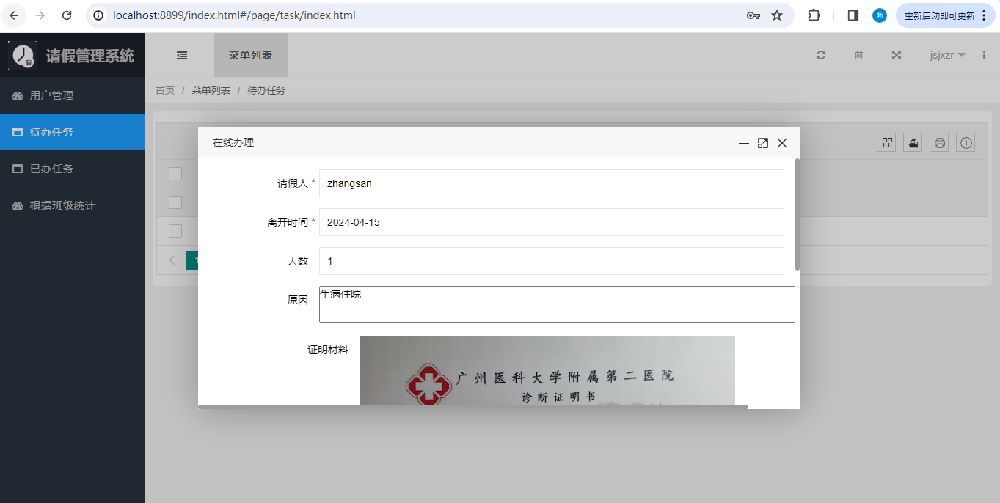 localhost:8899/index.html#/page/task/index.html
勃
重新启动即可更新
假
请假管理系统
菜单列表
jsjxzr
用户管理
首页 / 菜单列表 / 待办任务
待办任务
已办任务
根据班级统计
在线办理
请假人 * zhangsan
离开时间 * 2024-04-15
天数 1
原因 生病住院
证明材料
广州医科大学附属第二医院
诊断证明书
1